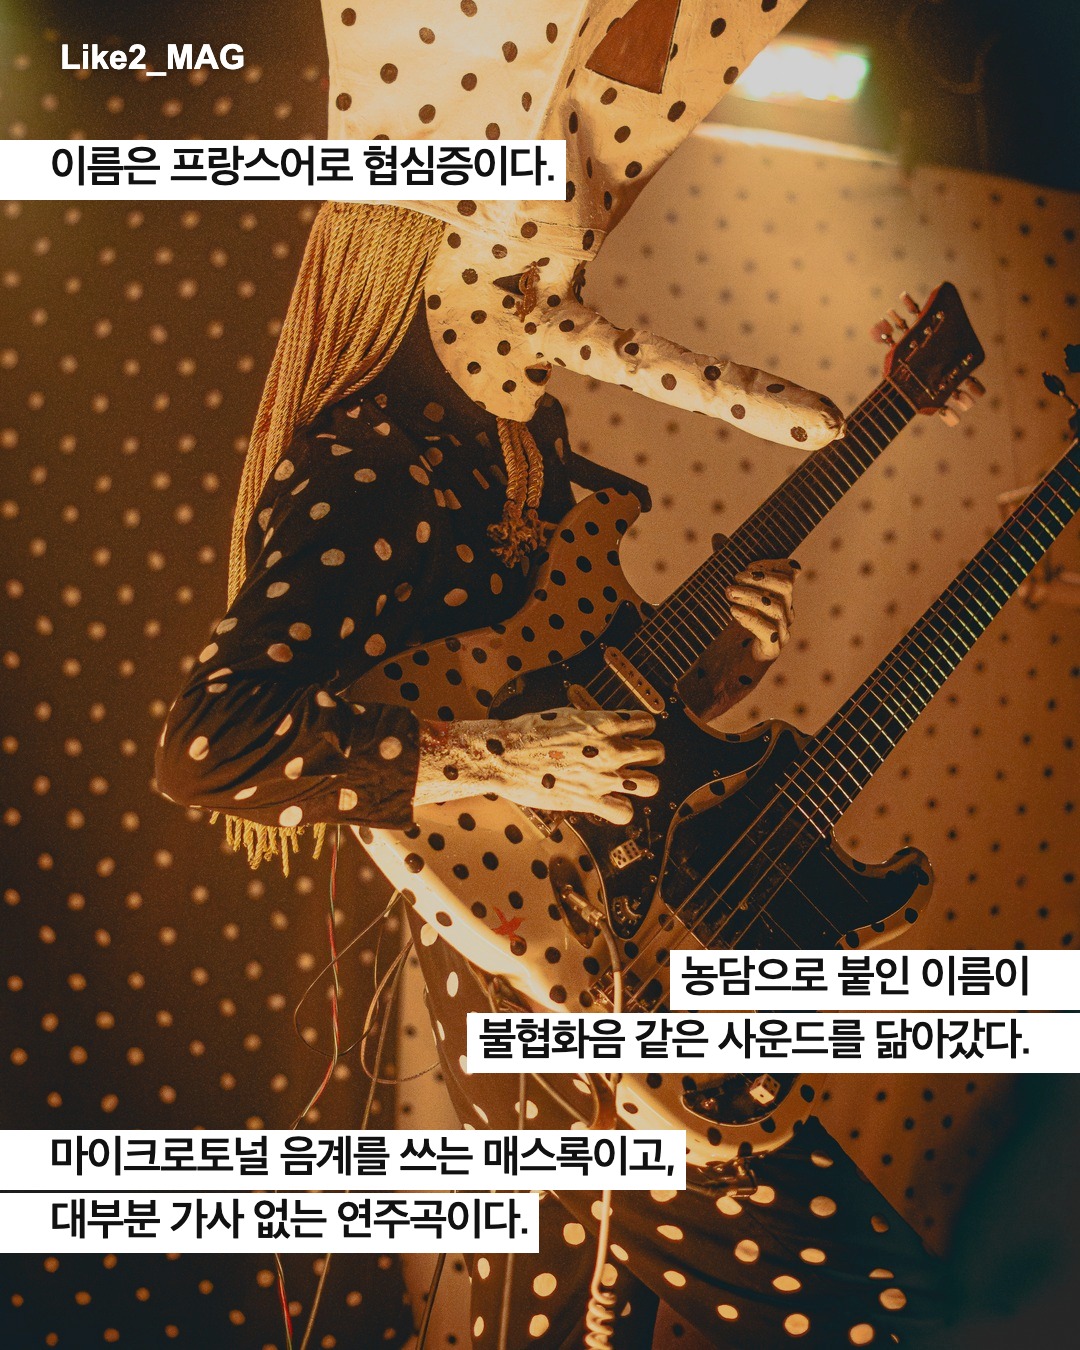 Like2_MAG
이름은 프랑스어로 협심증이다.
농담으로 붙인 이름이
불협화음 같은 사운드를 닮아갔다.
마이크로토널 음계를 쓰는 매스록이고,
대부분 가사 없는 연주곡이다.